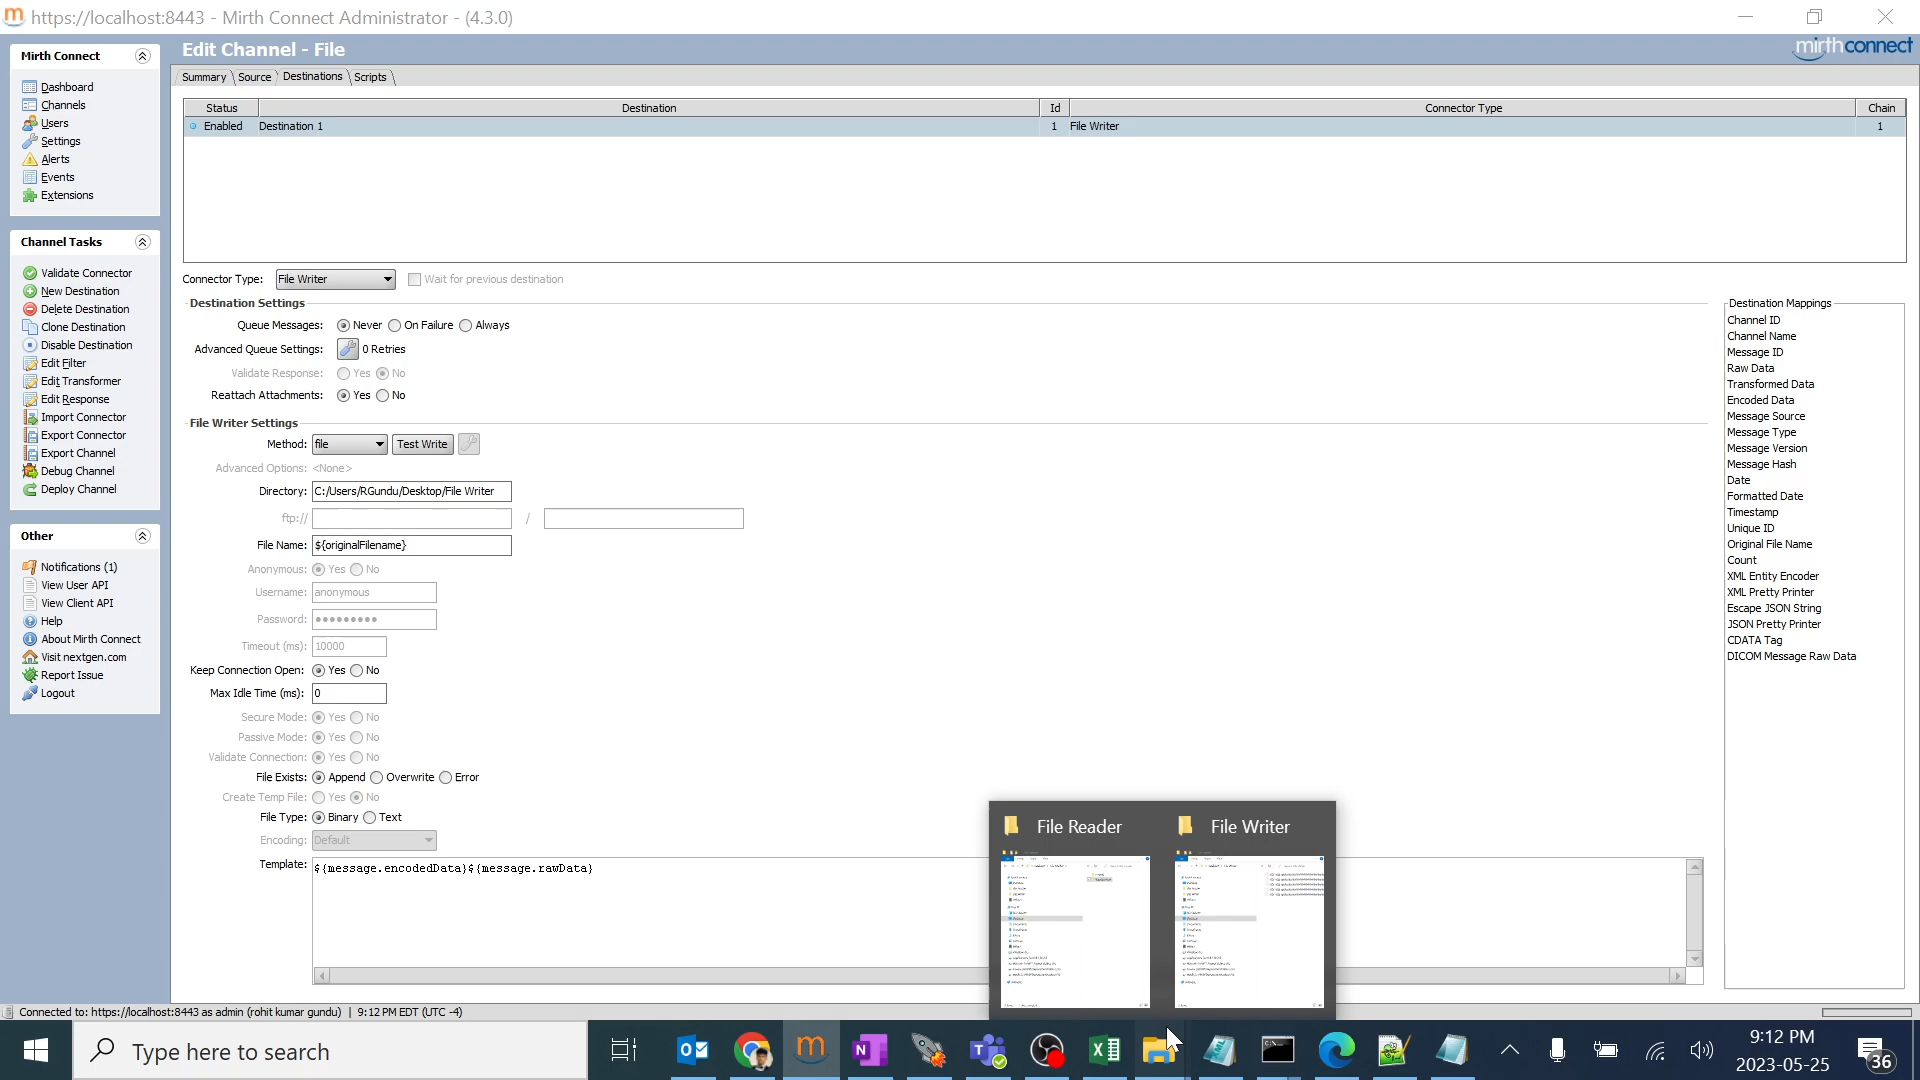 https://localhost:8443 - Mirth Connect Administrator - (4.3.0)
Mirth Connect
Dashboard
Channels
Users
Settings
Alerts
Events
Extensions
Channel Tasks
Validate Connector
New Destination
Delete Destination
Clone Destination
Disable Destination
Edit Filter
Edit Transformer
Edit Response
Import Connector
Export Connector
Export Channel
Debug Channel
Deploy Channel
Other
Notifications (1)
View User API
View Client API
Help
About Mirth Connect
Visit nextgen.com
Report Issue
Logout
Edit Channel - File
mirthconnect
Summary Source Destinations Scripts
Status Destination Id Connector Type Chain
Enabled Destination 1 1 File Writer 1
Connector Type: File Writer Wait for previous destination
Destination Settings
Queue Messages: Never On Failure Always
Advanced Queue Settings: 0 Retries
Validate Response: Yes No
Reattach Attachments: Yes No
File Writer Settings
Method: file Test Write
Advanced Options: <None>
Directory: C:/Users/RGundu/Desktop/File Writer
ftp:// /
File Name: ${originalFilename}
Anonymous: Yes No
Username: anonymous
Password:
Timeout (ms): 10000
Keep Connection Open: Yes No
Max Idle Time (ms): 0
Secure Mode: Yes No
Passive Mode: Yes No
Validate Connection: Yes No
File Exists: Append Overwrite Error
Create Temp File: Yes No
File Type: Binary Text
Encoding: Default
Template: ${message.encodedData}${message.rawData}
Destination Mappings
Channel ID
Channel Name
Message ID
Raw Data
Transformed Data
Encoded Data
Message Source
Message Type
Message Version
Message Hash
Date
Formatted Date
Timestamp
Unique ID
Original File Name
Count
XML Entity Encoder
XML Pretty Printer
Escape JSON String
JSON Pretty Printer
CDATA Tag
DICOM Message Raw Data
File Reader
File Writer
Connected to: https://localhost:8443 as admin (rohit kumar gundu) | 9:12 PM EDT (UTC -4)
Type here to search
9:12 PM
2023-05-25
36